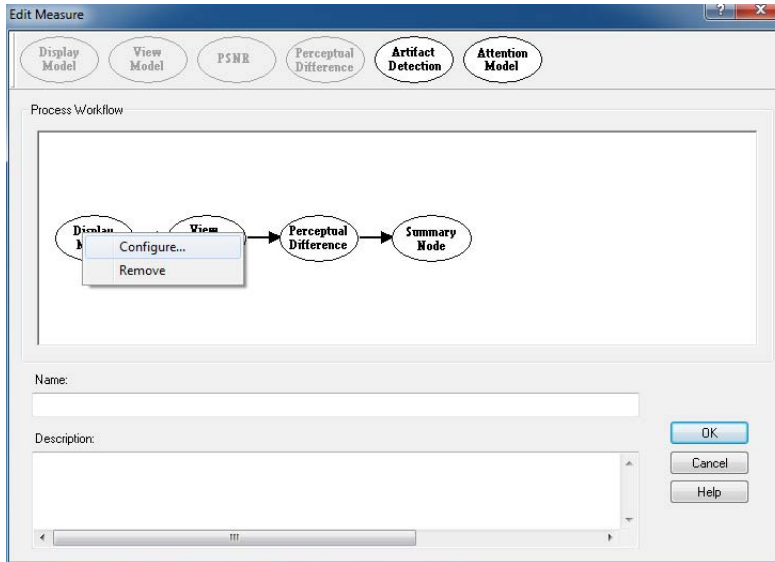 Edit Measure
Display
Model
View
Model
PSNR
Perceptual
Difference
Artifact
Detection
Attention
Model
Process Workflow
View
Perceptual
Difference
Summary
Node
Configure...
Remove
Name:
Description:
OK
Cancel
Help